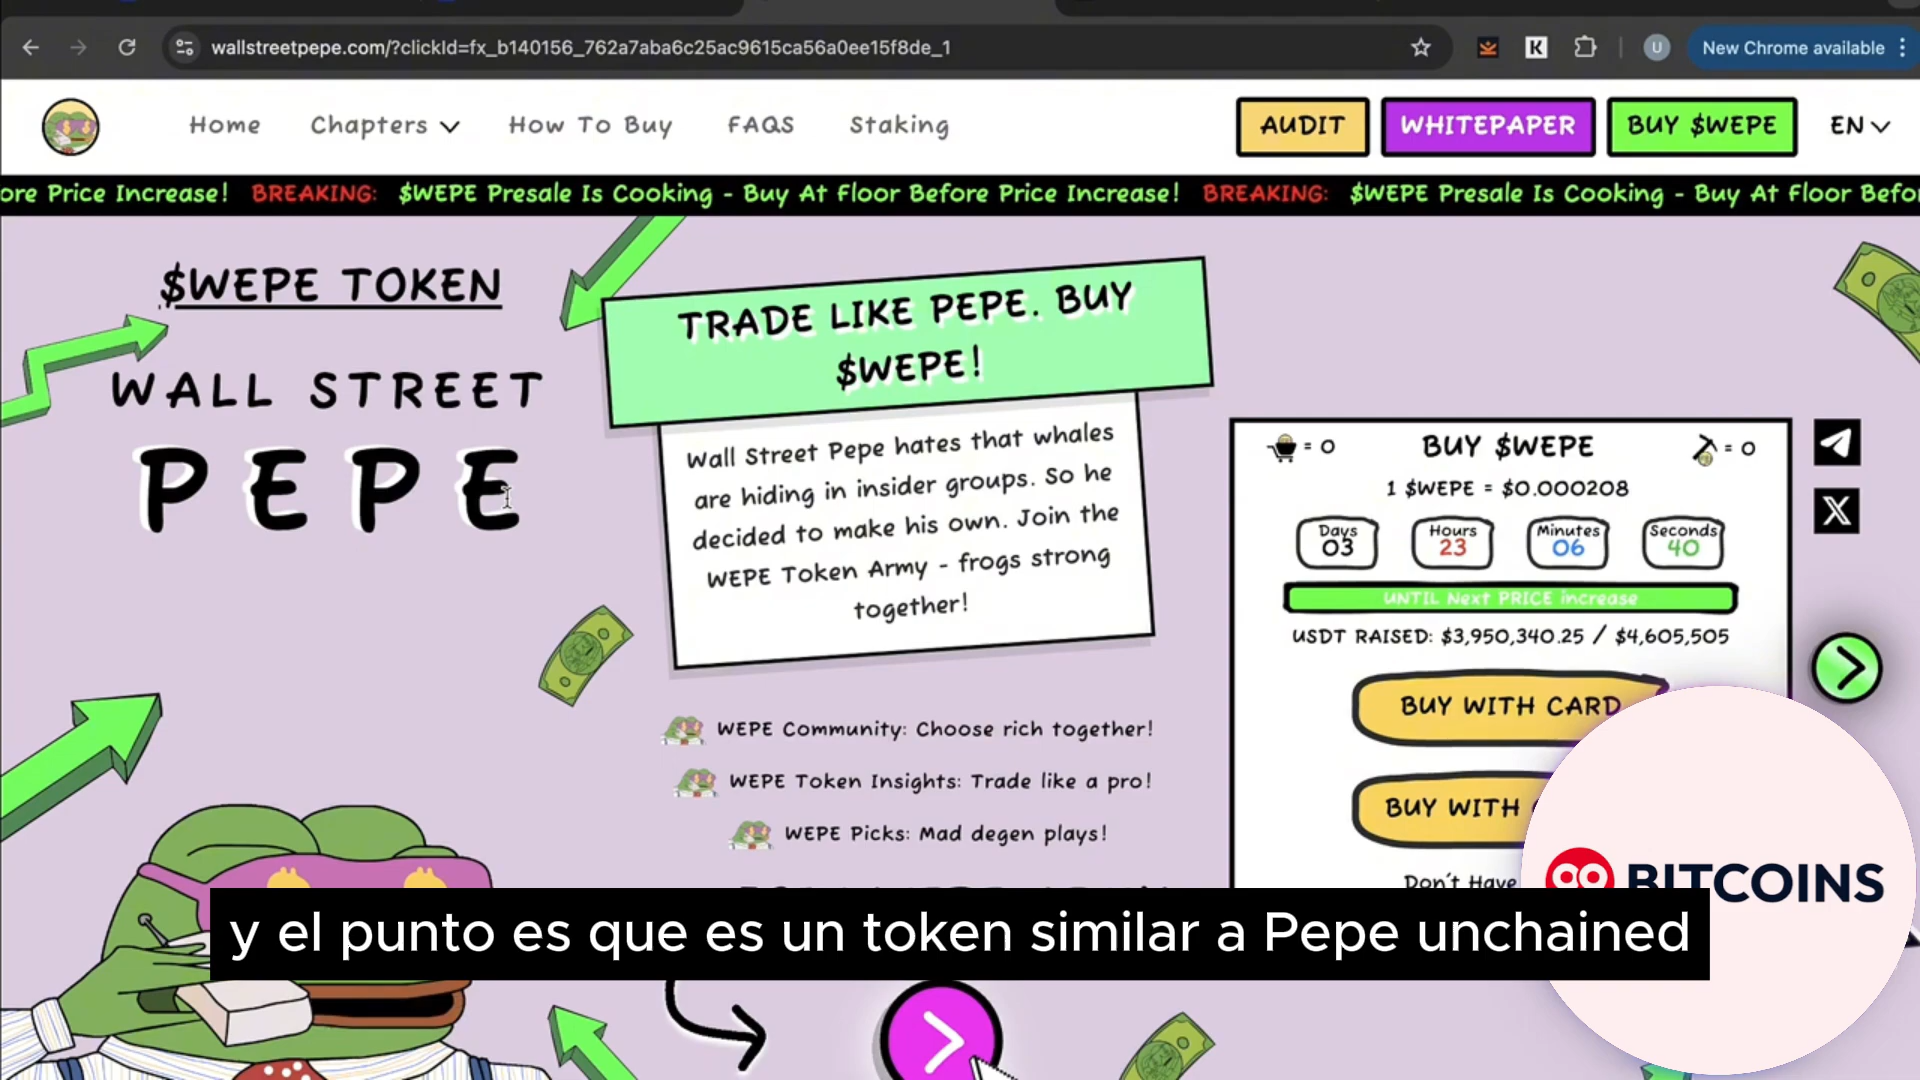 wallstreetpepe.com/?clickId=fx_b140156_762a7aba6c25ac9615ca56a0ee15f8de_1
K
U
New Chrome available
Home
Chapters
How To Buy
FAQS
Staking
AUDIT
WHITEPAPER
BUY $WEPE
EN
ore Price Increase! BREAKING: $WEPE Presale Is Cooking - Buy At Floor Before Price Increase! BREAKING: $WEPE Presale Is Cooking - Buy At Floor Befo
$WEPE TOKEN
WALL STREET
PEPE
TRADE LIKE PEPE. BUY
$WEPE!
Wall Street Pepe hates that whales
are hiding in insider groups. So he
decided to make his own. Join the
WEPE Token Army - frogs strong
together!
WEPE Community: Choose rich together!
WEPE Token Insights: Trade like a pro!
WEPE Picks: Mad degen plays!
= 0
BUY $WEPE
= 0
1 $WEPE = $0.000208
Days
03
Hours
23
Minutes
06
Seconds
40
UNTIL Next PRICE increase
USDT RAISED: $3,950,340.25 / $4,605,505
BUY WITH CARD
BUY WITH
Don't Have
BITCOINS
y el punto es que es un token similar a Pepe unchained